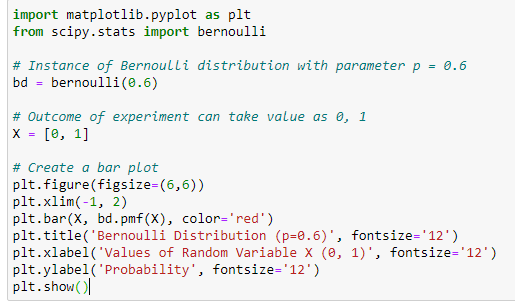 import matplotlib.pyplot as plt
from scipy.stats import bernoulli
# Instance of Bernoulli distribution with parameter p = 0.6
bd = bernoulli(0.6)
# Outcome of experiment can take value as 0, 1
X = [0, 1]
# Create a bar plot
plt.figure(figsize=(6,6))
plt.xlim(-1, 2)
plt.bar(X, bd.pmf(X), color='red')
plt.title('Bernoulli Distribution (p=0.6)', fontsize='12')
plt.xlabel('Values of Random Variable X (0, 1)', fontsize='12')
plt.ylabel('Probability', fontsize='12')
plt.show()